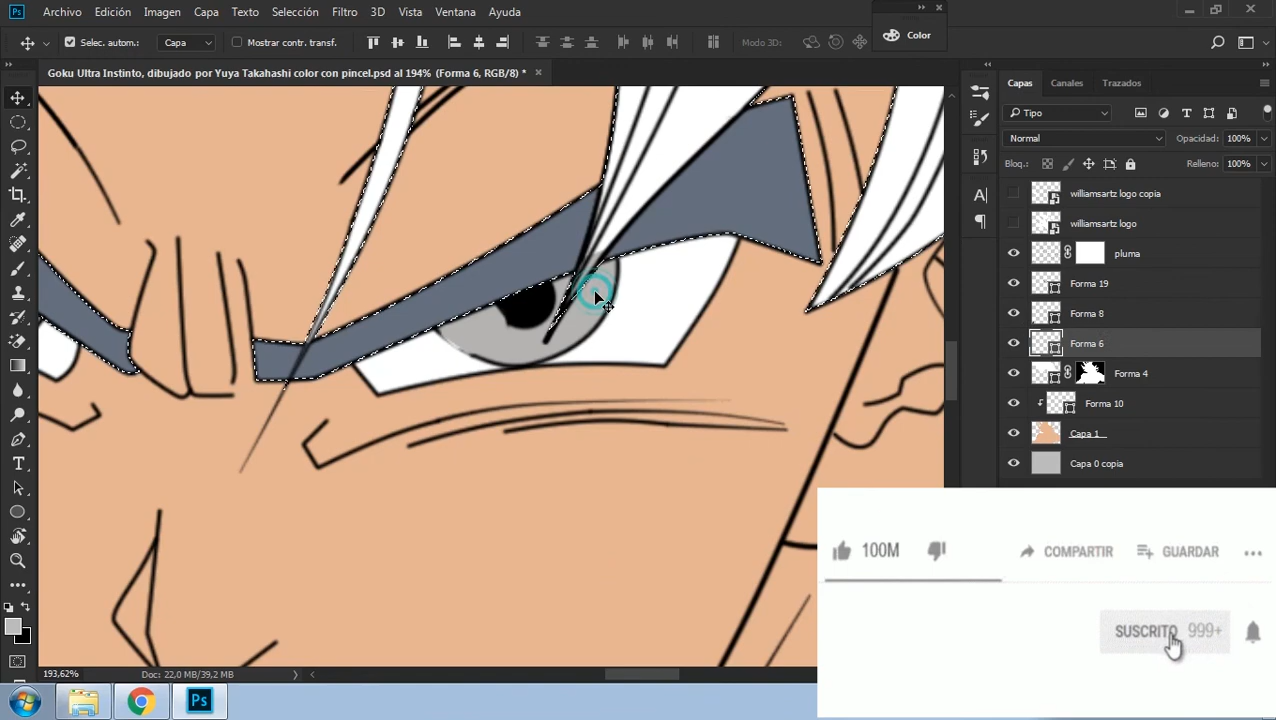 Archivo Edición Imagen Capa Texto Selección Filtro 3D Vista Ventana Ayuda
Selec. autom.: Capa Mostrar contr. transf. Modo 3D: Color
Goku Ultra Instinto, dibujado por Yuya Takahashi color con pincel.psd al 194% (Forma 6, RGB/8) *
Capas Canales Trazados
Tipo
Normal Opacidad: 100%
Bloq.: Relleno: 100%
williamsartz logo copia
williamsartz logo
pluma
Forma 19
Forma 8
Forma 6
Forma 4
Forma 10
Capa 1
Capa 0 copia
100M COMPARTIR GUARDAR
SUSCRITO 999+
193,62% Doc: 22,0 MB/39,2 MB
Ps